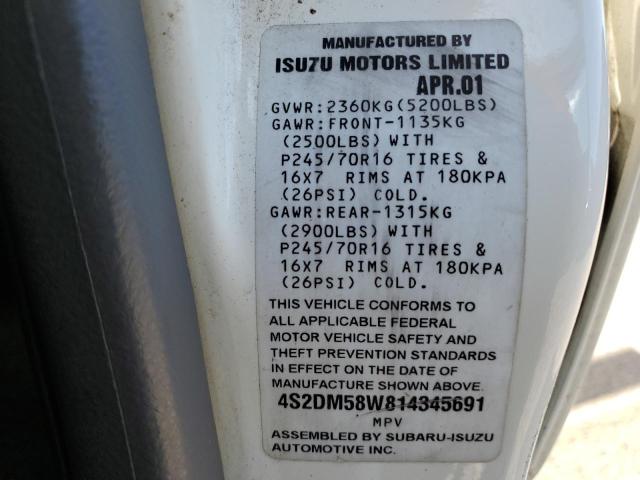 MANUFACTURED BY
ISUZU MOTORS LIMITED
APR.01
GVWR:2360KG(5200LBS)
GAWR:FRONT-1135KG
(2500LBS) WITH
P245/70R16 TIRES &
16X7 RIMS AT 180KPA
(26PSI) COLD.
GAWR:REAR-1315KG
(2900LBS) WITH
P245/70R16 TIRES &
16X7 RIMS AT 180KPA
(26PSI) COLD.
THIS VEHICLE CONFORMS TO
ALL APPLICABLE FEDERAL
MOTOR VEHICLE SAFETY AND
THEFT PREVENTION STANDARDS
IN EFFECT ON THE DATE OF
MANUFACTURE SHOWN ABOVE.
4S2DM58W814345691
MPV
ASSEMBLED BY SUBARU-ISUZU
AUTOMOTIVE INC.